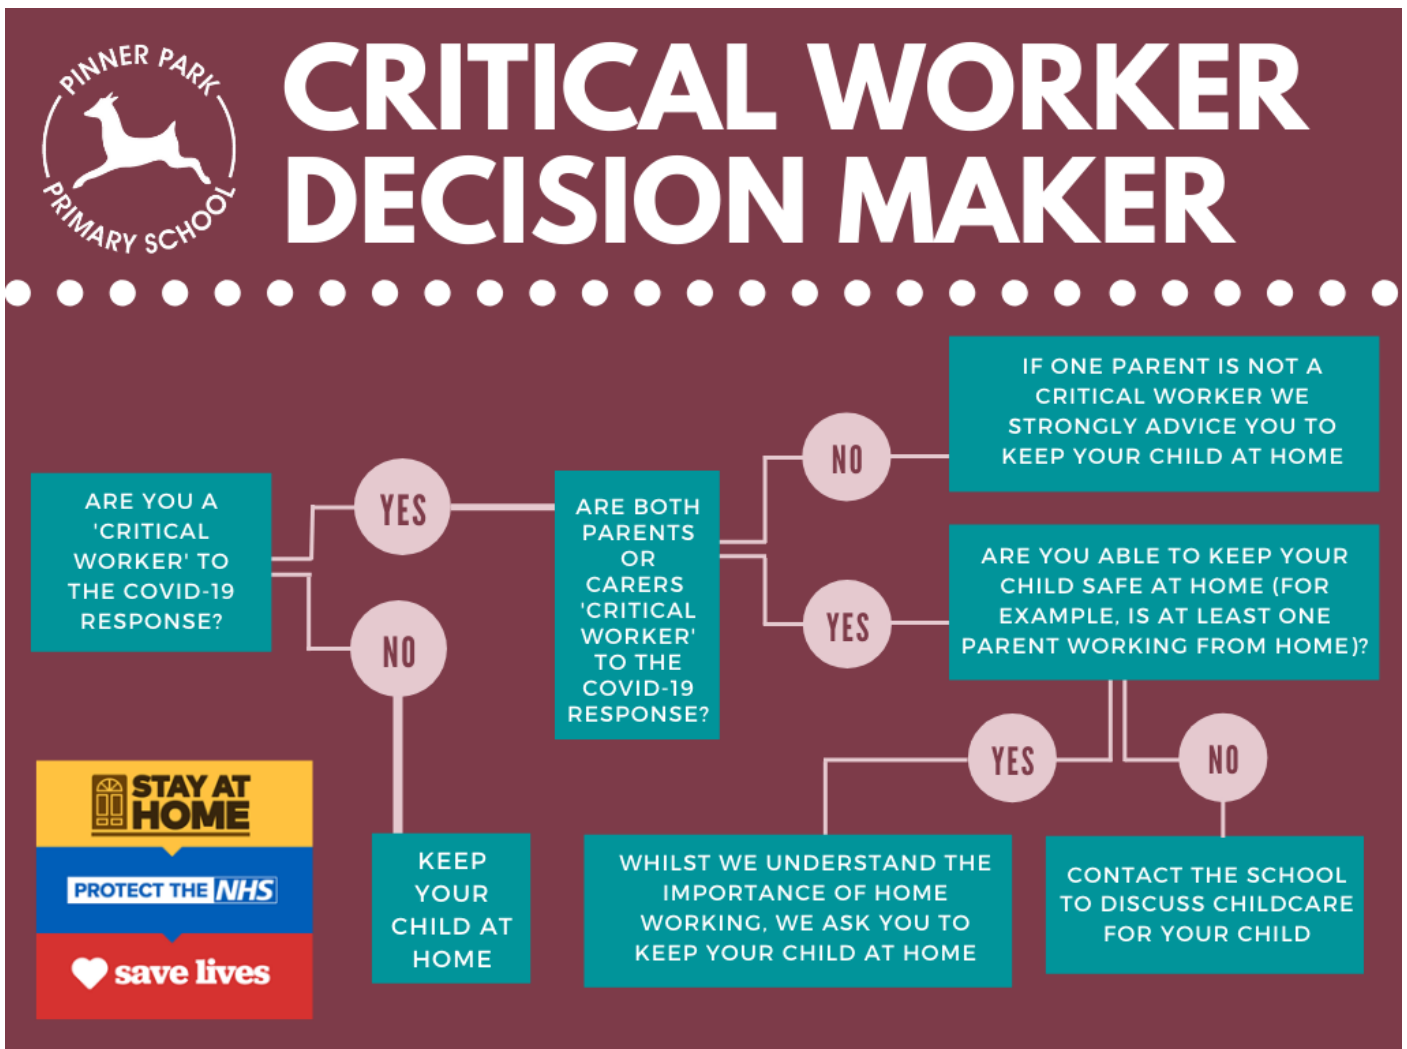 PINNER PARK
PRIMARY SCHOOL
CRITICAL WORKER
DECISION MAKER
ARE YOU A
'CRITICAL
WORKER' TO
THE COVID-19
RESPONSE?
YES
NO
KEEP
YOUR
CHILD AT
HOME
ARE BOTH
PARENTS
OR
CARERS
'CRITICAL
WORKER'
TO THE
COVID-19
RESPONSE?
NO
IF ONE PARENT IS NOT A
CRITICAL WORKER WE
STRONGLY ADVICE YOU TO
KEEP YOUR CHILD AT HOME
YES
ARE YOU ABLE TO KEEP YOUR
CHILD SAFE AT HOME (FOR
EXAMPLE, IS AT LEAST ONE
PARENT WORKING FROM HOME)?
YES
WHILST WE UNDERSTAND THE
IMPORTANCE OF HOME
WORKING, WE ASK YOU TO
KEEP YOUR CHILD AT HOME
NO
CONTACT THE SCHOOL
TO DISCUSS CHILDCARE
FOR YOUR CHILD
STAY AT
HOME
PROTECT THE NHS
save lives